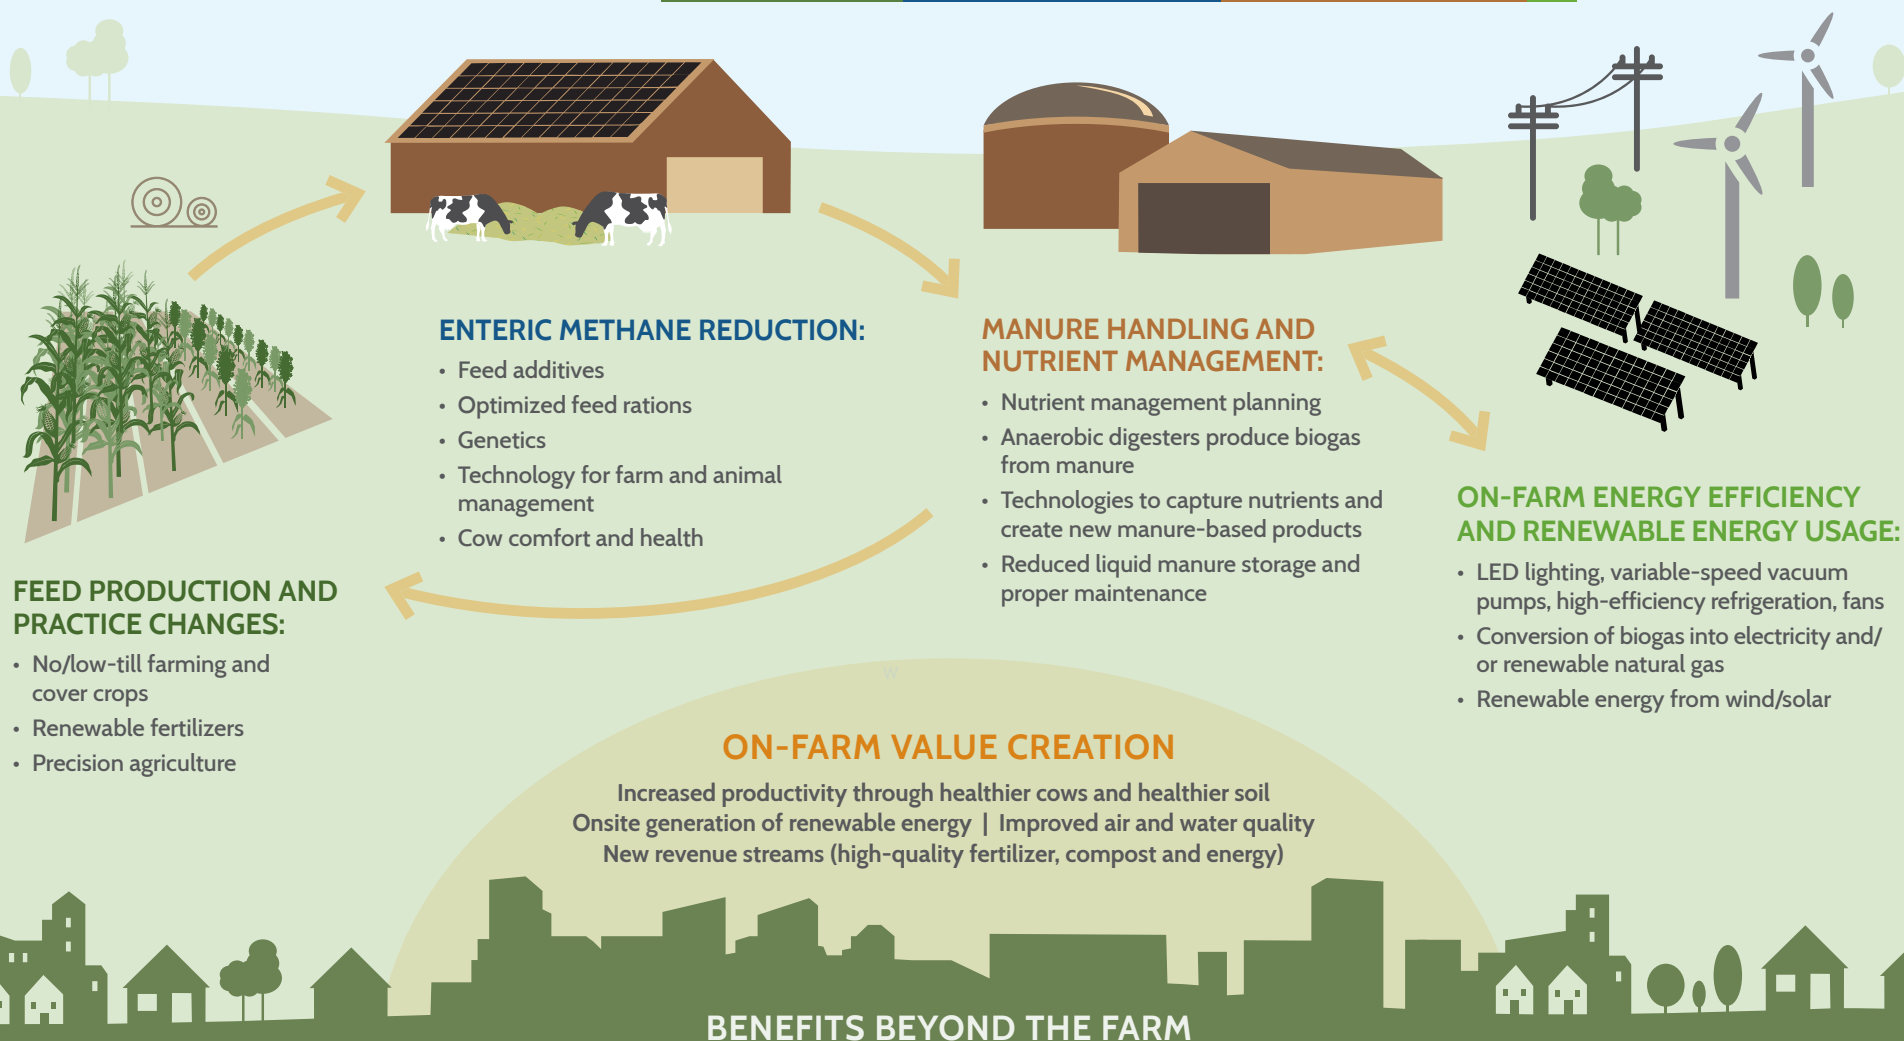 ENTERIC METHANE REDUCTION:
• Feed additives
• Optimized feed rations
• Genetics
• Technology for farm and animal
management
• Cow comfort and health
MANURE HANDLING AND
NUTRIENT MANAGEMENT:
• Nutrient management planning
• Anaerobic digesters produce biogas
from manure
• Technologies to capture nutrients and
create new manure-based products
• Reduced liquid manure storage and
proper maintenance
ON-FARM ENERGY EFFICIENCY
AND RENEWABLE ENERGY USAGE:
• LED lighting, variable-speed vacuum
pumps, high-efficiency refrigeration, fans
• Conversion of biogas into electricity and/
or renewable natural gas
• Renewable energy from wind/solar
FEED PRODUCTION AND
PRACTICE CHANGES:
• No/low-till farming and
cover crops
• Renewable fertilizers
• Precision agriculture
W
ON-FARM VALUE CREATION
Increased productivity through healthier cows and healthier soil
Onsite generation of renewable energy | Improved air and water quality
New revenue streams (high-quality fertilizer, compost and energy)
BENEFITS BEYOND THE FARM